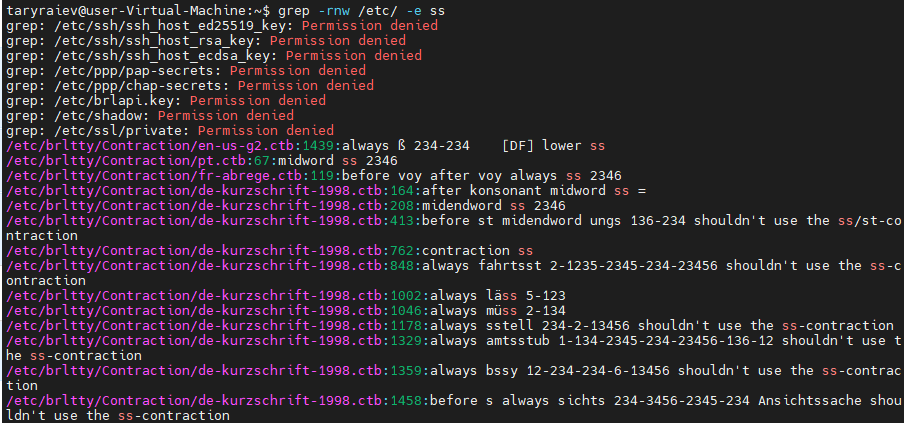 taryraiev@user-Virtual-Machine:~$ grep -rnw /etc/ -e ss
grep: /etc/ssh/ssh_host_ed25519_key: Permission denied
grep: /etc/ssh/ssh_host_rsa_key: Permission denied
grep: /etc/ssh/ssh_host_ecdsa_key: Permission denied
grep: /etc/ppp/pap-secrets: Permission denied
grep: /etc/ppp/chap-secrets: Permission denied
grep: /etc/brlapi.key: Permission denied
grep: /etc/shadow: Permission denied
grep: /etc/ssl/private: Permission denied
/etc/brltty/Contraction/en-us-g2.ctb:1439:always ß 234-234    [DF] lower ss
/etc/brltty/Contraction/pt.ctb:67:midword ss 2346
/etc/brltty/Contraction/fr-abrege.ctb:119:before voy after voy always ss 2346
/etc/brltty/Contraction/de-kurzschrift-1998.ctb:164:after konsonant midword ss =
/etc/brltty/Contraction/de-kurzschrift-1998.ctb:208:midendword ss 2346
/etc/brltty/Contraction/de-kurzschrift-1998.ctb:413:before st midendword ungs 136-234 shouldn't use the ss/st-co
ntraction
/etc/brltty/Contraction/de-kurzschrift-1998.ctb:762:contraction ss
/etc/brltty/Contraction/de-kurzschrift-1998.ctb:848:always fahrtsst 2-1235-2345-234-23456 shouldn't use the ss-c
ontraction
/etc/brltty/Contraction/de-kurzschrift-1998.ctb:1002:always läss 5-123
/etc/brltty/Contraction/de-kurzschrift-1998.ctb:1046:always müss 2-134
/etc/brltty/Contraction/de-kurzschrift-1998.ctb:1178:always sstell 234-2-13456 shouldn't use the ss-contraction
/etc/brltty/Contraction/de-kurzschrift-1998.ctb:1329:always amtsstub 1-134-2345-234-23456-136-12 shouldn't use t
he ss-contraction
/etc/brltty/Contraction/de-kurzschrift-1998.ctb:1359:always bssy 12-234-234-6-13456 shouldn't use the ss-contrac
tion
/etc/brltty/Contraction/de-kurzschrift-1998.ctb:1458:before s always sichts 234-3456-2345-234 Ansichtssache shou
ldn't use the ss-contraction